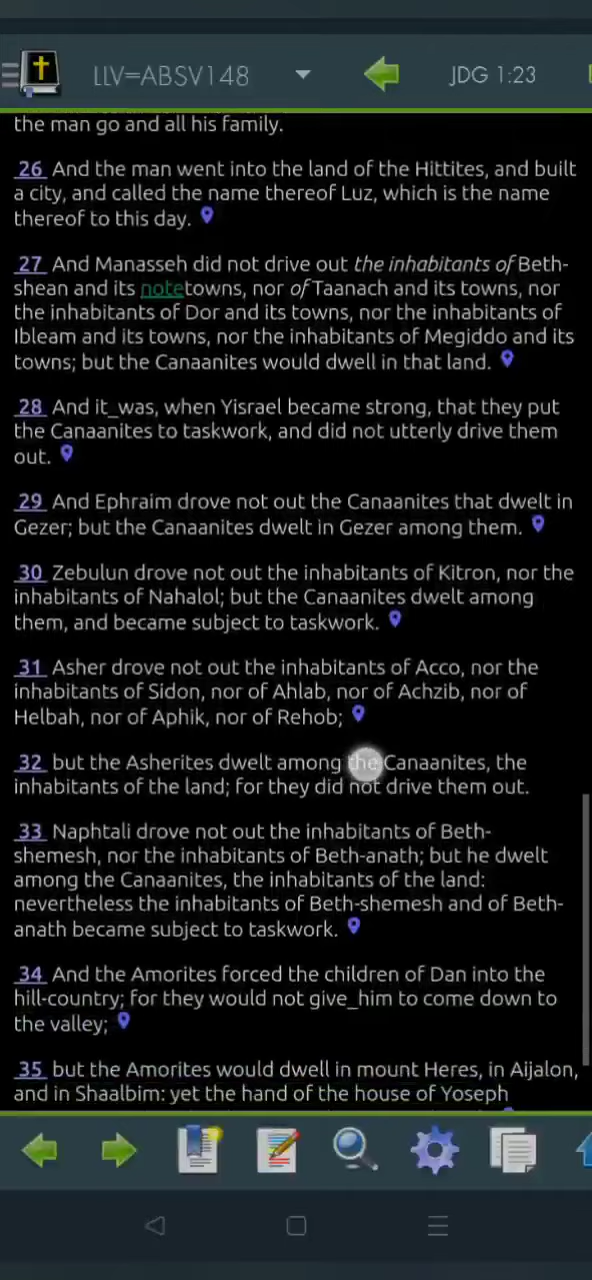 LLV=ABSV148
JDG 1:23
the man go and all his family.
26 And the man went into the land of the Hittites, and built
a city, and called the name thereof Luz, which is the name
thereof to this day.
27 And Manasseh did not drive out the inhabitants of Beth-
shean and its notetowns, nor of Taanach and its towns, nor
the inhabitants of Dor and its towns, nor the inhabitants of
Ibleam and its towns, nor the inhabitants of Megiddo and its
towns; but the Canaanites would dwell in that land.
28 And it_was, when Yisrael became strong, that they put
the Canaanites to taskwork, and did not utterly drive them
out.
29 And Ephraim drove not out the Canaanites that dwelt in
Gezer; but the Canaanites dwelt in Gezer among them.
30 Zebulun drove not out the inhabitants of Kitron, nor the
inhabitants of Nahalol; but the Canaanites dwelt among
them, and became subject to taskwork.
31 Asher drove not out the inhabitants of Acco, nor the
inhabitants of Sidon, nor of Ahlab, nor of Achzib, nor of
Helbah, nor of Aphik, nor of Rehob;
32 but the Asherites dwelt among the Canaanites, the
inhabitants of the land; for they did not drive them out.
33 Naphtali drove not out the inhabitants of Beth-
shemesh, nor the inhabitants of Beth-anath; but he dwelt
among the Canaanites, the inhabitants of the land:
nevertheless the inhabitants of Beth-shemesh and of Beth-
anath became subject to taskwork.
34 And the Amorites forced the children of Dan into the
hill-country; for they would not give_him to come down to
the valley;
35 but the Amorites would dwell in mount Heres, in Aijalon,
and in Shaalbim: yet the hand of the house of Yoseph